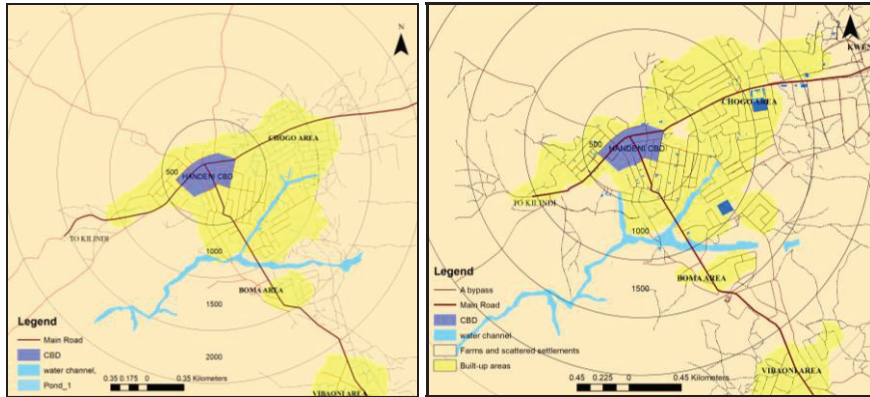 N
CHOGO AREA
500
HANDENI CBD
TO KILINDI
1000
BOMA AREA
1500
2000
VIBAONI AREA
Legend
Main Road
CBD
water channel,
Pond_1
0.35 0.175 0 0.35 Kilometers
N
KWEN
CHOGO AREA
500
HANDENI CBD
TO KILINDI
1000
BOMA AREA
1500
VIBAONI AREA
Legend
A bypass
Main Road
CBD
water channel
Farms and scattered settlements
Built-up areas
0.45 0.225 0 0.45 Kilometers